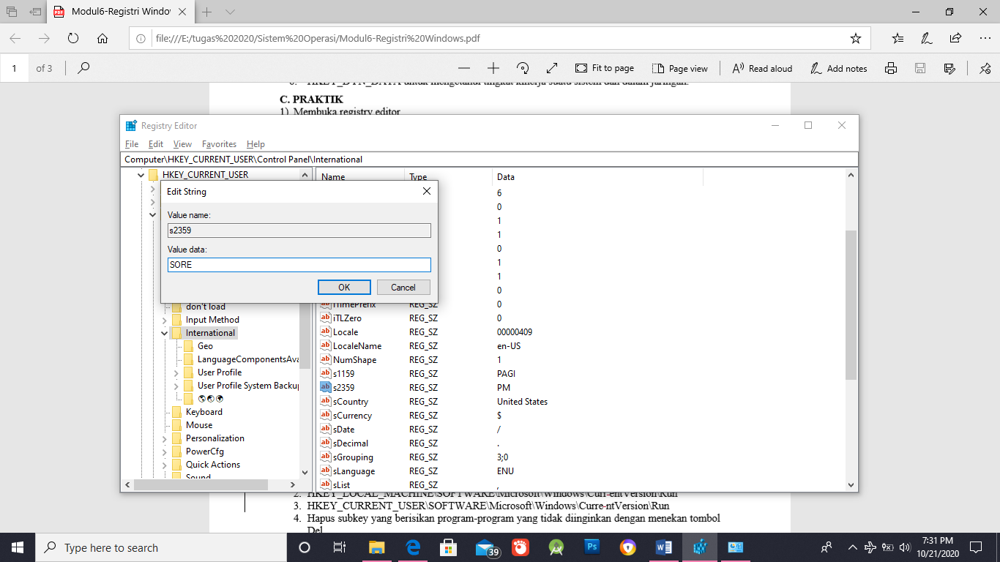 Modul6-Registri Windov
file:///E:/tugas%202020/Sistem%20Operasi/Modul6-Registri%20Windows.pdf
1 of 3
Fit to page
Page view
Read aloud
Add notes
HKEY_DYN_DATA untuk mengetahui tingkat kinerja suatu sistem dan dalam jaringan.
C. PRAKTIK
1) Membuka registry editor
Registry Editor
File Edit View Favorites Help
Computer\HKEY_CURRENT_USER\Control Panel\International
HKEY_CURRENT_USER
don't load
Input Method
International
Geo
LanguageComponentsAva
User Profile
User Profile System Backup
Keyboard
Mouse
Personalization
PowerCfg
Quick Actions
Sound
Edit String
Value name:
s2359
Value data:
SORE
OK Cancel
Name Type Data
6
0
1
1
0
1
1
0
iTimePrefix REG_SZ 0
iTLZero REG_SZ 0
Locale REG_SZ 00000409
LocaleName REG_SZ en-US
NumShape REG_SZ 1
s1159 REG_SZ PAGI
s2359 REG_SZ PM
sCountry REG_SZ United States
sCurrency REG_SZ $
sDate REG_SZ /
sDecimal REG_SZ .
sGrouping REG_SZ 3;0
sLanguage REG_SZ ENU
sList REG_SZ ,
2. HKEY_LOCAL_MACHINE\SOFTWARE\Microsoft\Windows\Curr-entVersion\Run
3. HKEY_CURRENT_USER\SOFTWARE\Microsoft\Windows\Curre-ntVersion\Run
4. Hapus subkey yang berisikan program-program yang tidak diinginkan dengan menekan tombol
Del
Type here to search
39
Ps
7:31 PM
10/21/2020